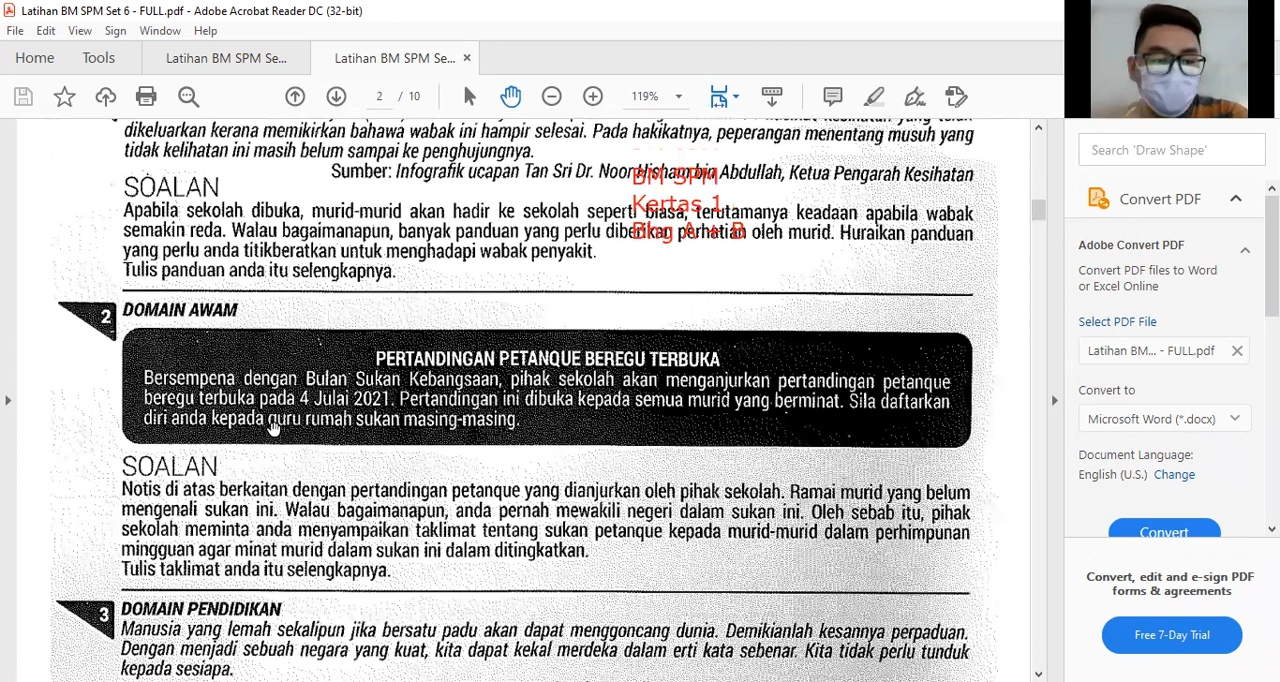 Latihan BM SPM Set 6 - FULL.pdf - Adobe Acrobat Reader DC (32-bit)
File Edit View Sign Window Help
Home Tools Latihan BM SPM Se... Latihan BM SPM Se... ×
2 / 10 119%
dikeluarkan kerana memikirkan bahawa wabak ini hampir selesai. Pada hakikatnya, peperangan menentang musuh yang
tidak kelihatan ini masih belum sampai ke penghujungnya.
Sumber: Infografik ucapan Tan Sri Dr. Noor Hisham bin Abdullah, Ketua Pengarah Kesihatan
BM SPM
Kertas 1
Bhg A + B
SOALAN
Apabila sekolah dibuka, murid-murid akan hadir ke sekolah seperti biasa, terutamanya keadaan apabila wabak
semakin reda. Walau bagaimanapun, banyak panduan yang perlu diberikan perhatian oleh murid. Huraikan panduan
yang perlu anda titikberatkan untuk menghadapi wabak penyakit.
Tulis panduan anda itu selengkapnya.
2 DOMAIN AWAM
PERTANDINGAN PETANQUE BEREGU TERBUKA
Bersempena dengan Bulan Sukan Kebangsaan, pihak sekolah akan menganjurkan pertandingan petanque
beregu terbuka pada 4 Julai 2021. Pertandingan ini dibuka kepada semua murid yang berminat. Sila daftarkan
diri anda kepada guru rumah sukan masing-masing.
SOALAN
Notis di atas berkaitan dengan pertandingan petanque yang dianjurkan oleh pihak sekolah. Ramai murid yang belum
mengenali sukan ini. Walau bagaimanapun, anda pernah mewakili negeri dalam sukan ini. Oleh sebab itu, pihak
sekolah meminta anda menyampaikan taklimat tentang sukan petanque kepada murid-murid dalam perhimpunan
mingguan agar minat murid dalam sukan ini dalam ditingkatkan.
Tulis taklimat anda itu selengkapnya.
3 DOMAIN PENDIDIKAN
Manusia yang lemah sekalipun jika bersatu padu akan dapat menggoncang dunia. Demikianlah kesannya perpaduan.
Dengan menjadi sebuah negara yang kuat, kita dapat kekal merdeka dalam erti kata sebenar. Kita tidak perlu tunduk
kepada sesiapa.
Search 'Draw Shape'
Convert PDF
Adobe Convert PDF
Convert PDF files to Word
or Excel Online
Select PDF File
Latihan BM... - FULL.pdf
Convert to
Microsoft Word (*.docx)
Document Language:
English (U.S.) Change
Convert
Convert, edit and e-sign PDF
forms & agreements
Free 7-Day Trial